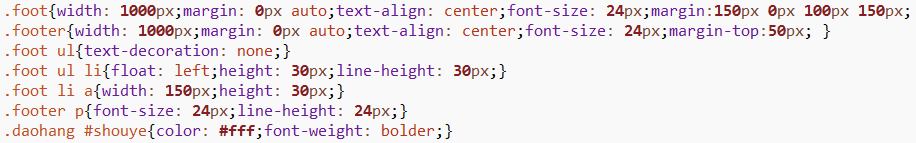 .foot{width: 1000px;margin: 0px auto;text-align: center;font-size: 24px;margin:150px 0px 100px 150px;
.footer{width: 1000px;margin: 0px auto;text-align: center;font-size: 24px;margin-top:50px; }
.foot ul{text-decoration: none;}
.foot ul li{float: left;height: 30px;line-height: 30px;}
.foot li a{width: 150px;height: 30px;}
.footer p{font-size: 24px;line-height: 24px;}
.daohang #shouye{color: #fff;font-weight: bolder;}